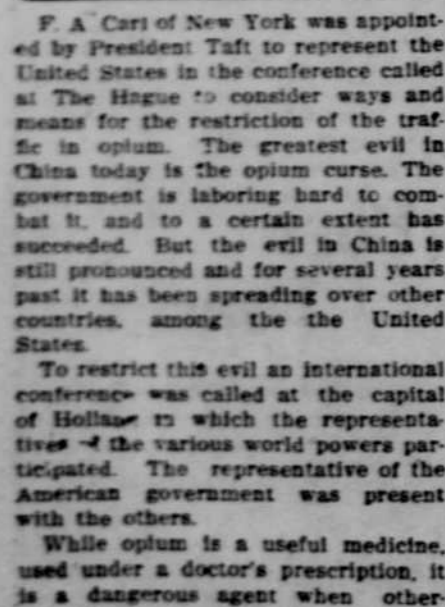 F. A Carl of New York was appoint-
ed by President Taft to represent the
United States in the conference called
at The Hague to consider ways and
means for the restriction of the traf-
fic in opium. The greatest evil in
China today is the opium curse. The
government is laboring hard to com-
bat it, and to a certain extent has
succeeded. But the evil in China is
still pronounced and for several years
past it has been spreading over other
countries, among the the United
States.
To restrict this evil an international
conference was called at the capital
of Holland in which the representa-
tives of the various world powers par-
ticipated. The representative of the
American government was present
with the others.
While opium is a useful medicine,
used under a doctor's prescription, it
is a dangerous agent when other-